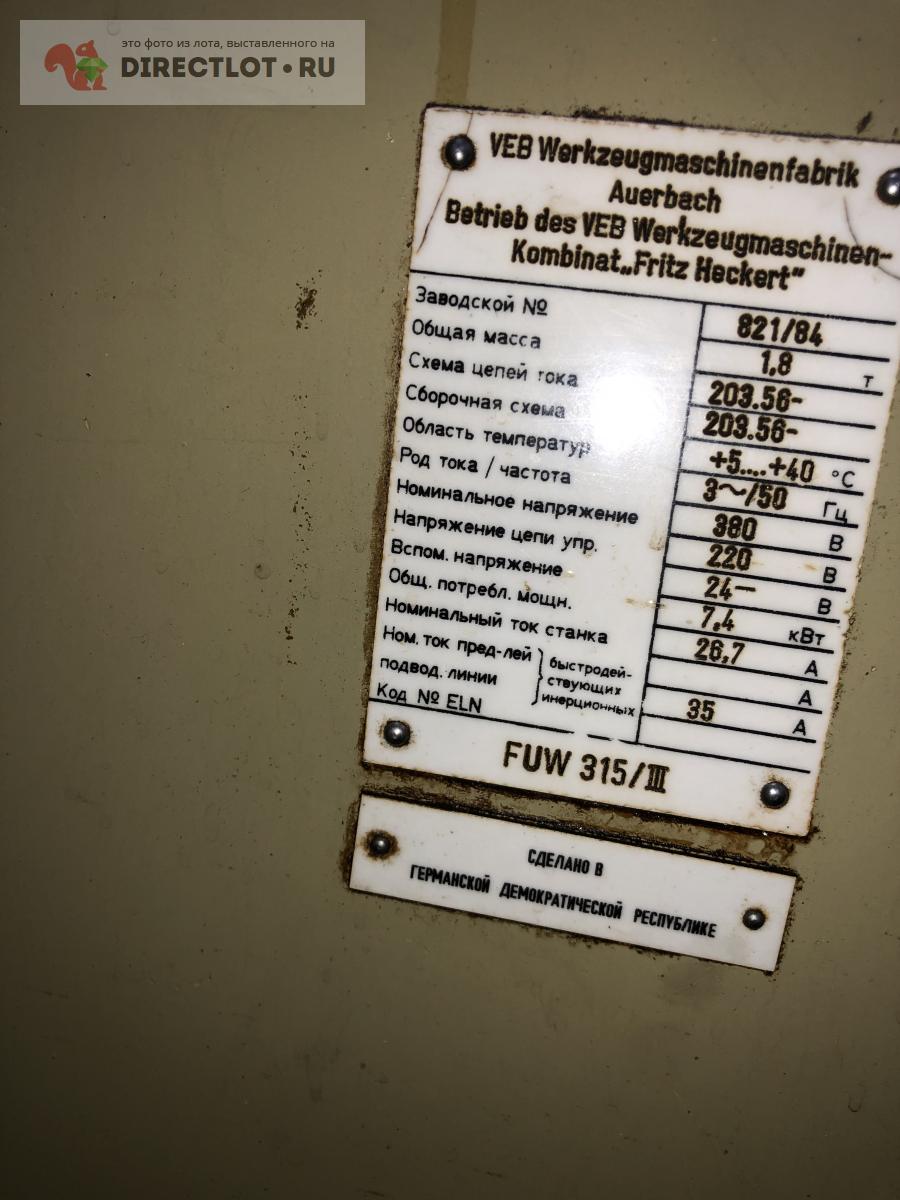 это фото из лота, выставленного на
DIRECTLOT•RU
VEB Werkzeugmaschinenfabrik
Auerbach
Betrieb des VEB Werkzeugmaschinen-
Kombinat„Fritz Heckert"
Заводской № 821/84
Общая масса 1,8 т
Схема цепей тока 203.56-
Сборочная схема 203.56-
Область температур +5....+40 °C
Род тока / частота 3~/50 Гц
Номинальное напряжение 380 В
Напряжение цепи упр. 220 В
Вспом. напряжение 24— В
Общ. потребл. мощн. 7,4 кВт
Номинальный ток станка 26,7 А
Ном. ток пред-лей быстродей-
ствующих А
подвод. линии инерционных 35 А
Код № ELN
FUW 315/III
СДЕЛАНО В
ГЕРМАНСКОЙ ДЕМОКРАТИЧЕСКОЙ РЕСПУБЛИКЕ